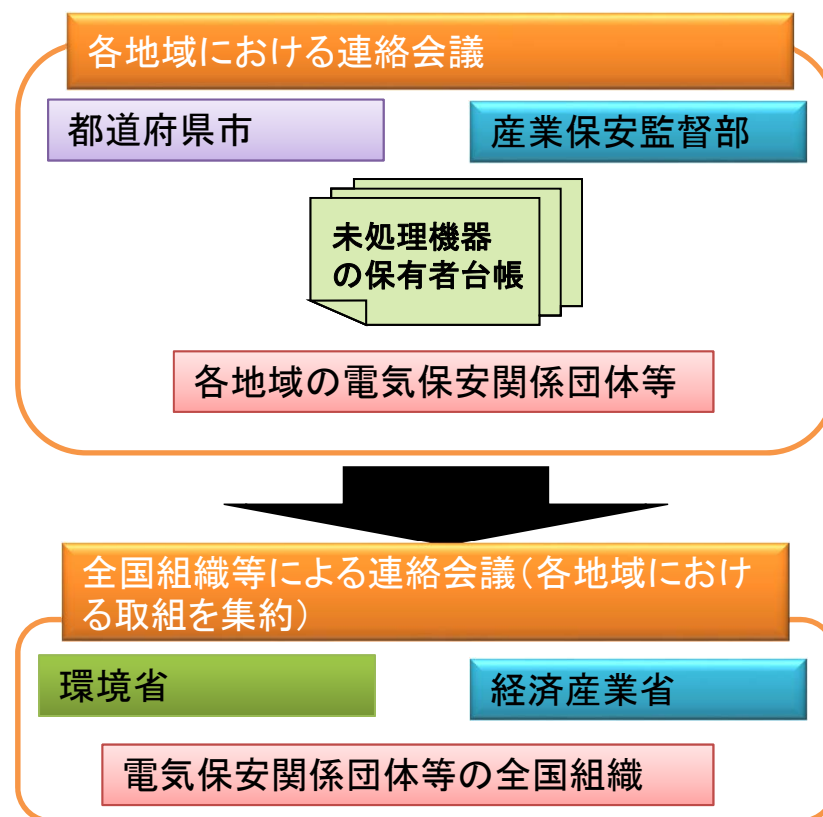 各地域における連絡会議
都道府県市
産業保安監督部
未処理機器
の保有者台帳
各地域の電気保安関係団体等
全国組織等による連絡会議（各地域におけ
る取組を集約）
環境省
経済産業省
電気保安関係団体等の全国組織